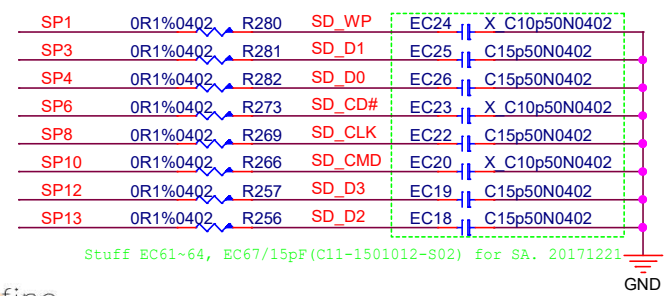 SP1 0R1%0402 R280 SD_WP EC24 X_C10p50N0402
SP3 0R1%0402 R281 SD_D1 EC25 C15p50N0402
SP4 0R1%0402 R282 SD_D0 EC26 C15p50N0402
SP6 0R1%0402 R273 SD_CD# EC23 X_C10p50N0402
SP8 0R1%0402 R269 SD_CLK EC22 C15p50N0402
SP10 0R1%0402 R266 SD_CMD EC20 X_C10p50N0402
SP12 0R1%0402 R257 SD_D3 EC19 C15p50N0402
SP13 0R1%0402 R256 SD_D2 EC18 C15p50N0402
Stuff EC61~64, EC67/15pF(C11-1501012-S02) for SA. 20171221
GND